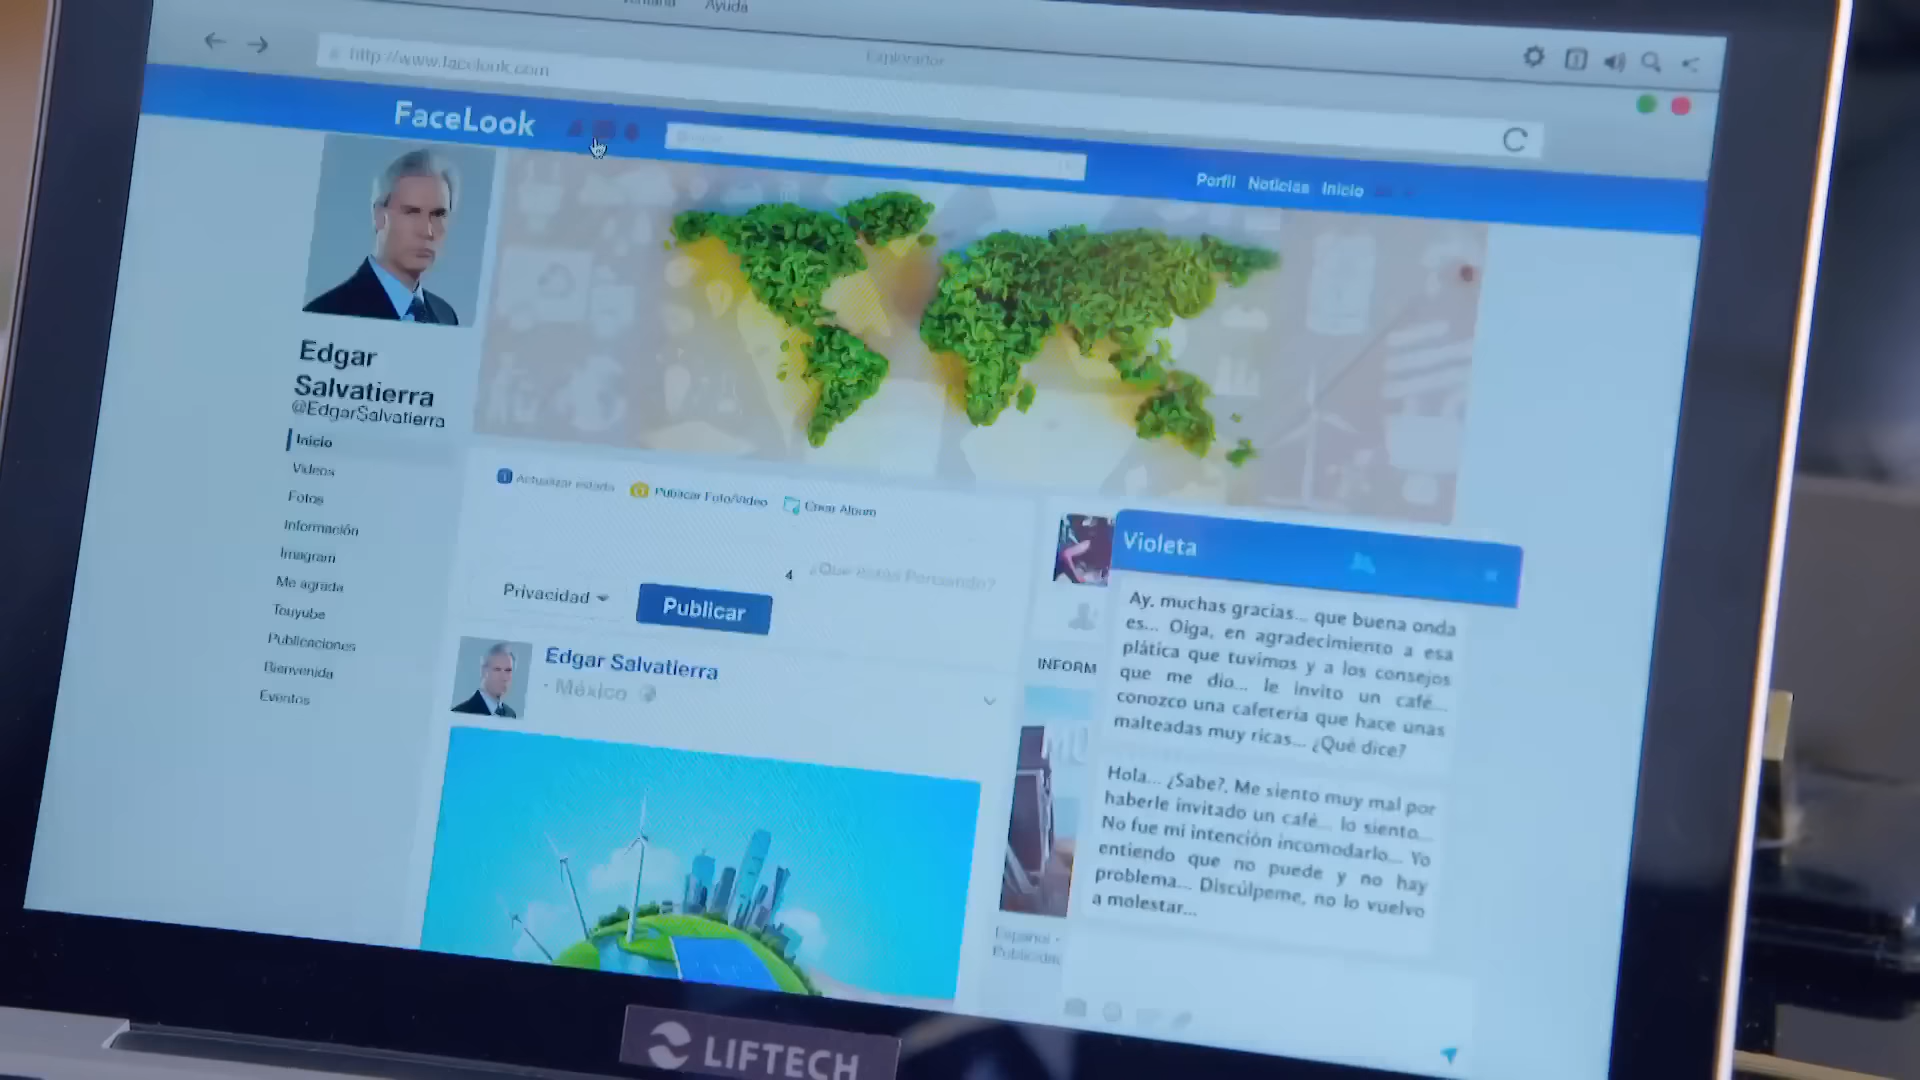 Ayuda
Explorador
http://www.facelook.com
FaceLook
Perfil Noticias Inicio
Edgar
Salvatierra
@EdgarSalvatierra
Inicio
Videos
Fotos
Información
Imagram
Me agrada
Touyube
Publicaciones
Bienvenida
Eventos
Actualizar estado
Publicar Foto/Video
Crear Álbum
4
Privacidad
Publicar
Edgar Salvatierra
· México
INFORM
Español -
Publicidad
Violeta
Ay, muchas gracias... que buena onda
es... Oiga, en agradecimiento a esa
plática que tuvimos y a los consejos
que me dio... le invito un café...
conozco una cafetería que hace unas
malteadas muy ricas... ¿Qué dice?
Hola... ¿Sabe?, Me siento muy mal por
haberle invitado un café... lo siento...
No fue mi intención incomodarlo... Yo
entiendo que no puede y no hay
problema... Discúlpeme, no lo vuelvo
a molestar...
LIFTECH